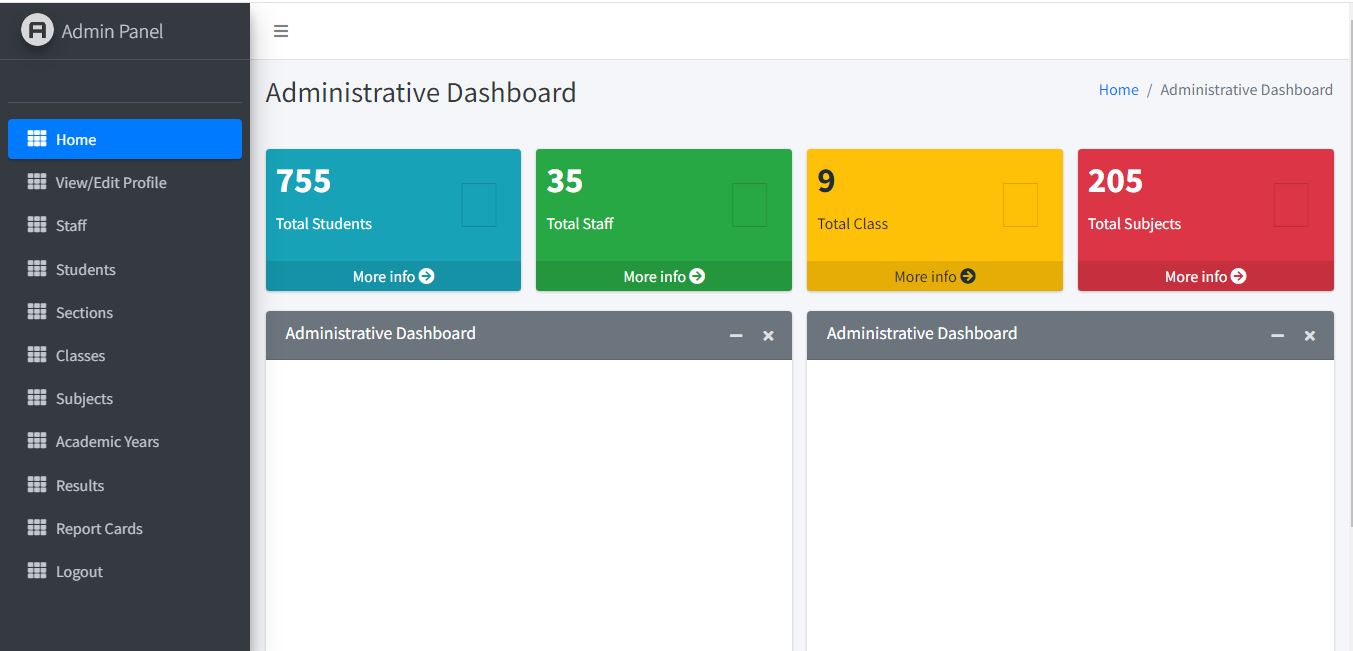 Admin Panel
Home
View/Edit Profile
Staff
Students
Sections
Classes
Subjects
Academic Years
Results
Report Cards
Logout
Administrative Dashboard
Home / Administrative Dashboard
755
Total Students
More info
35
Total Staff
More info
9
Total Class
More info
205
Total Subjects
More info
Administrative Dashboard
Administrative Dashboard